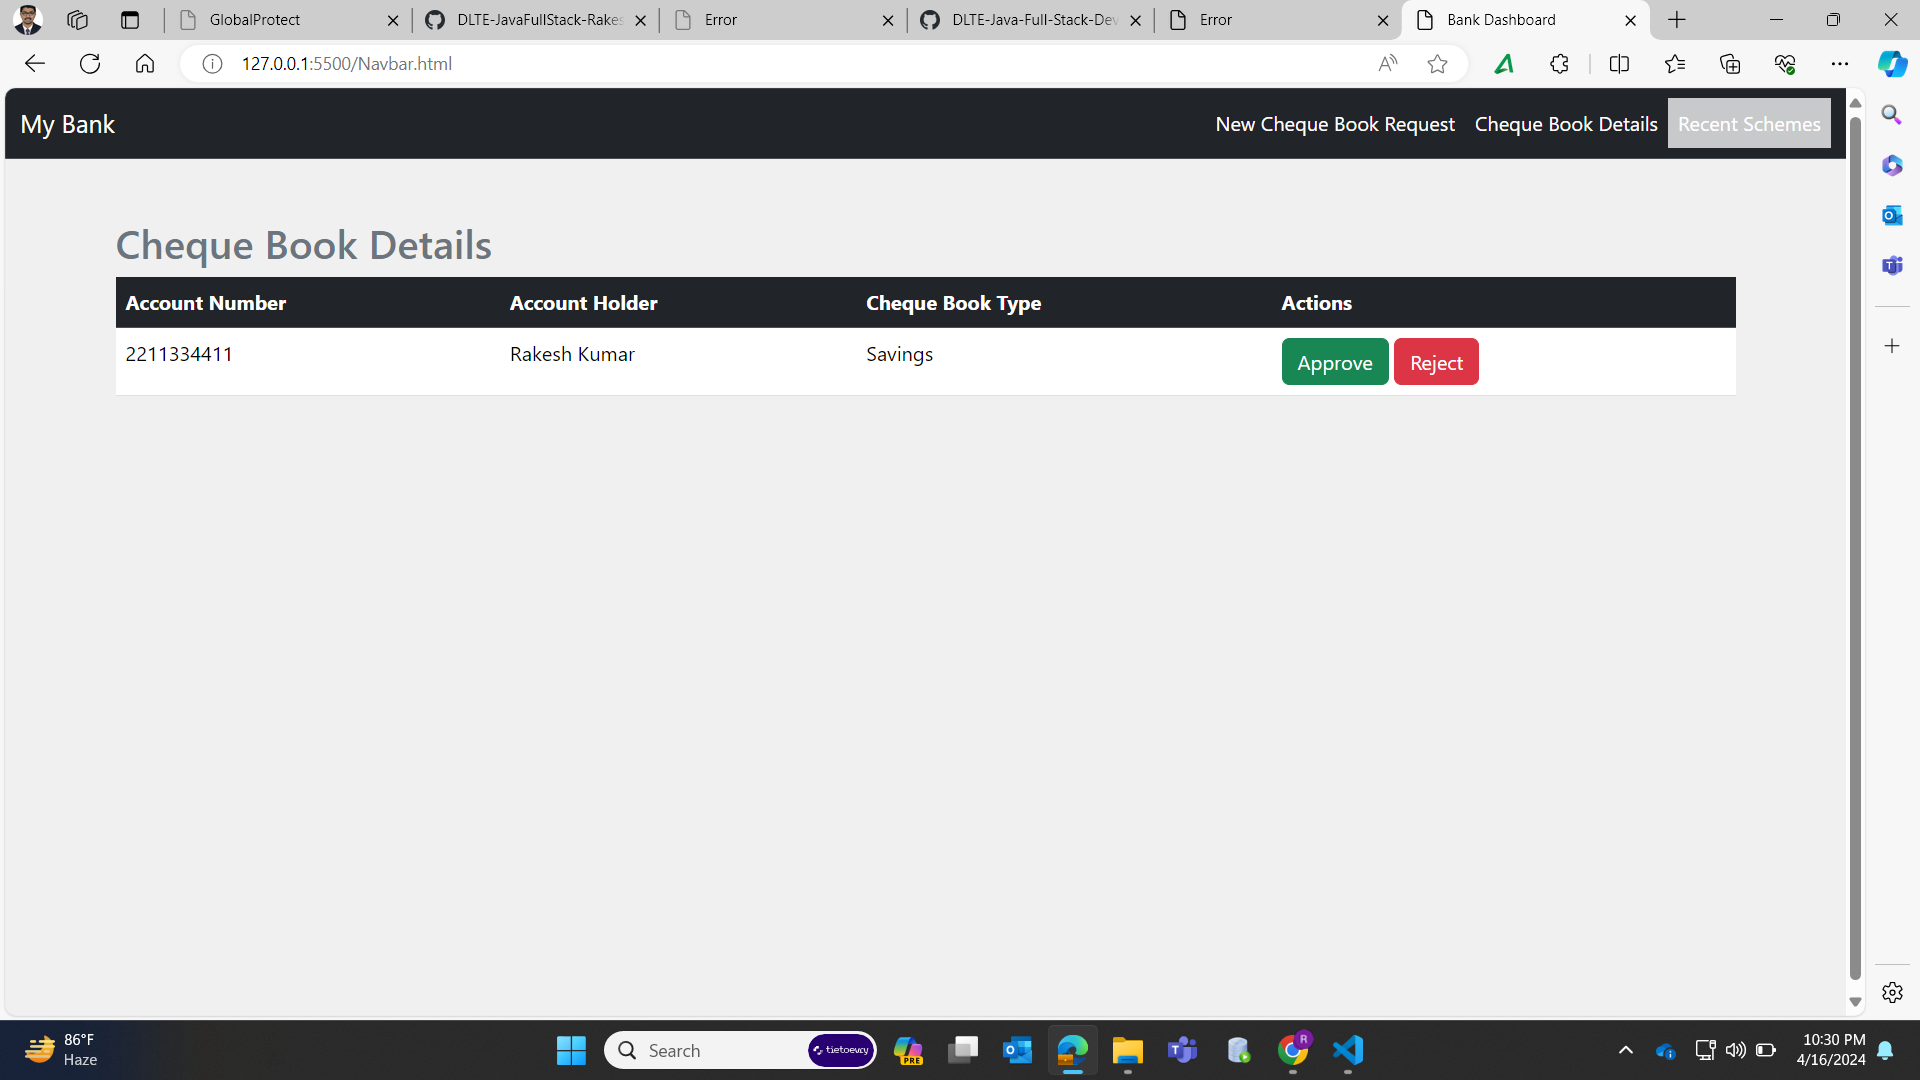 GlobalProtect
DLTE-JavaFullStack-Rakes
Error
DLTE-Java-Full-Stack-Dev
Error
Bank Dashboard
127.0.0.1:5500/Navbar.html
My Bank
New Cheque Book Request
Cheque Book Details
Recent Schemes
Cheque Book Details
Account Number Account Holder Cheque Book Type Actions
2211334411 Rakesh Kumar Savings Approve Reject
86°F
Haze
Search
tietoevry
PRE
R
10:30 PM
4/16/2024